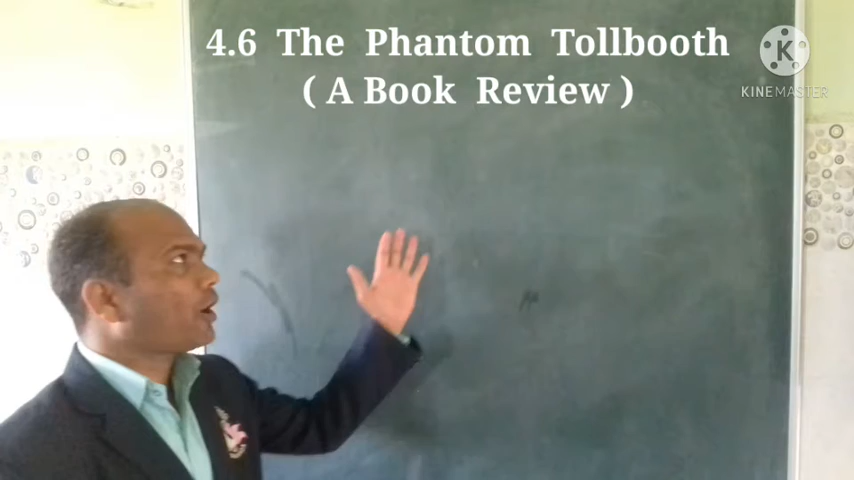 4.6 The Phantom Tollbooth
( A Book Review )
K
KINEMASTER